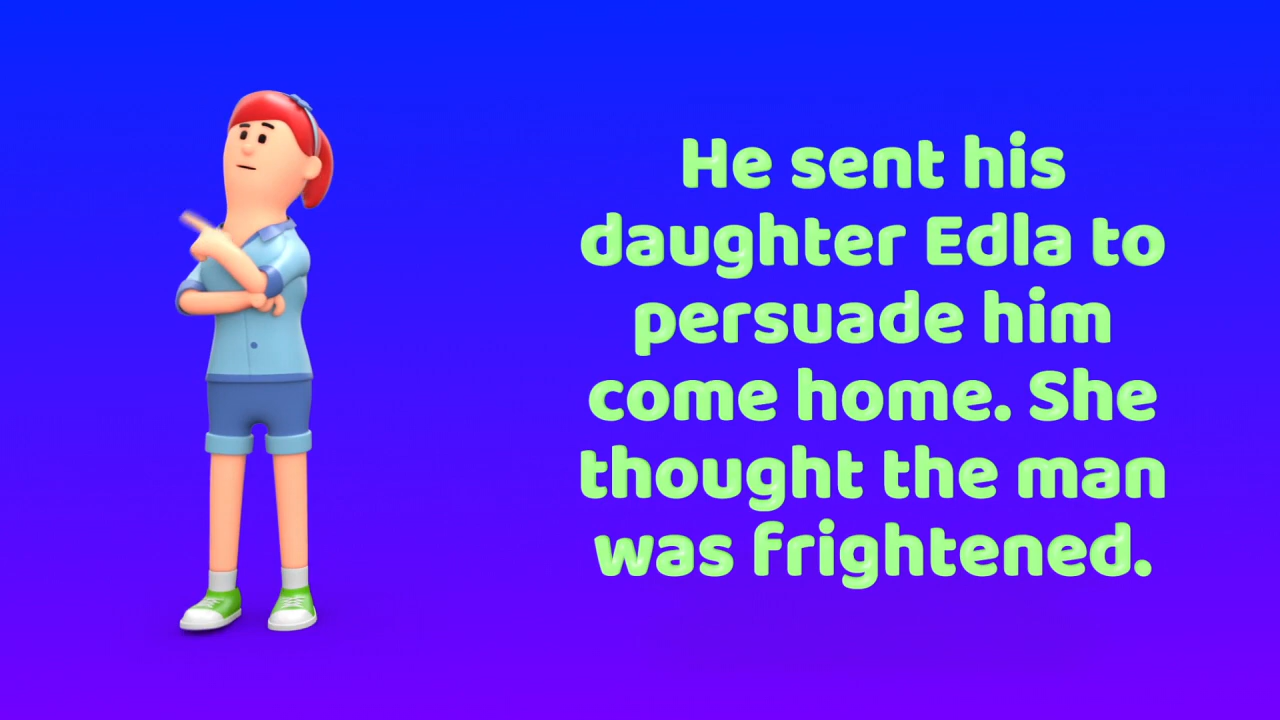 He sent his
daughter Edla to
persuade him
come home. She
thought the man
was frightened.